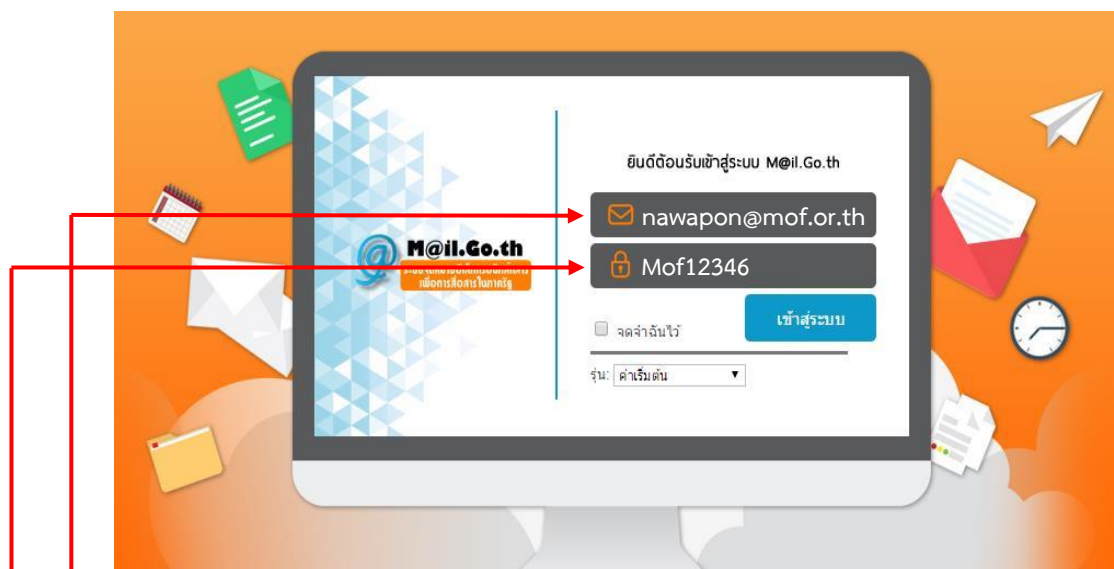 ยินดีต้อนรับเข้าสู่ระบบ M@il.Go.th
nawapon@mof.or.th
M@il.Go.th
เพื่อการสื่อสารในภาครัฐ
Mof12346
จดจำฉันไว้
เข้าสู่ระบบ
รุ่น: ค่าเริ่มต้น